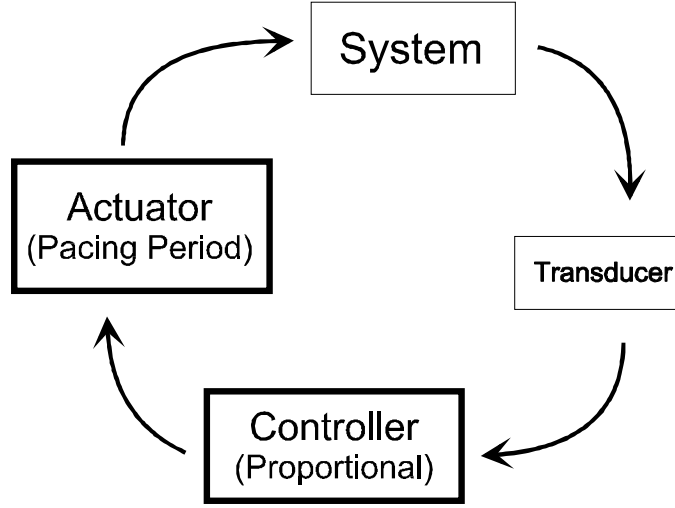 System
Actuator
(Pacing Period)
Transducer
Controller
(Proportional)